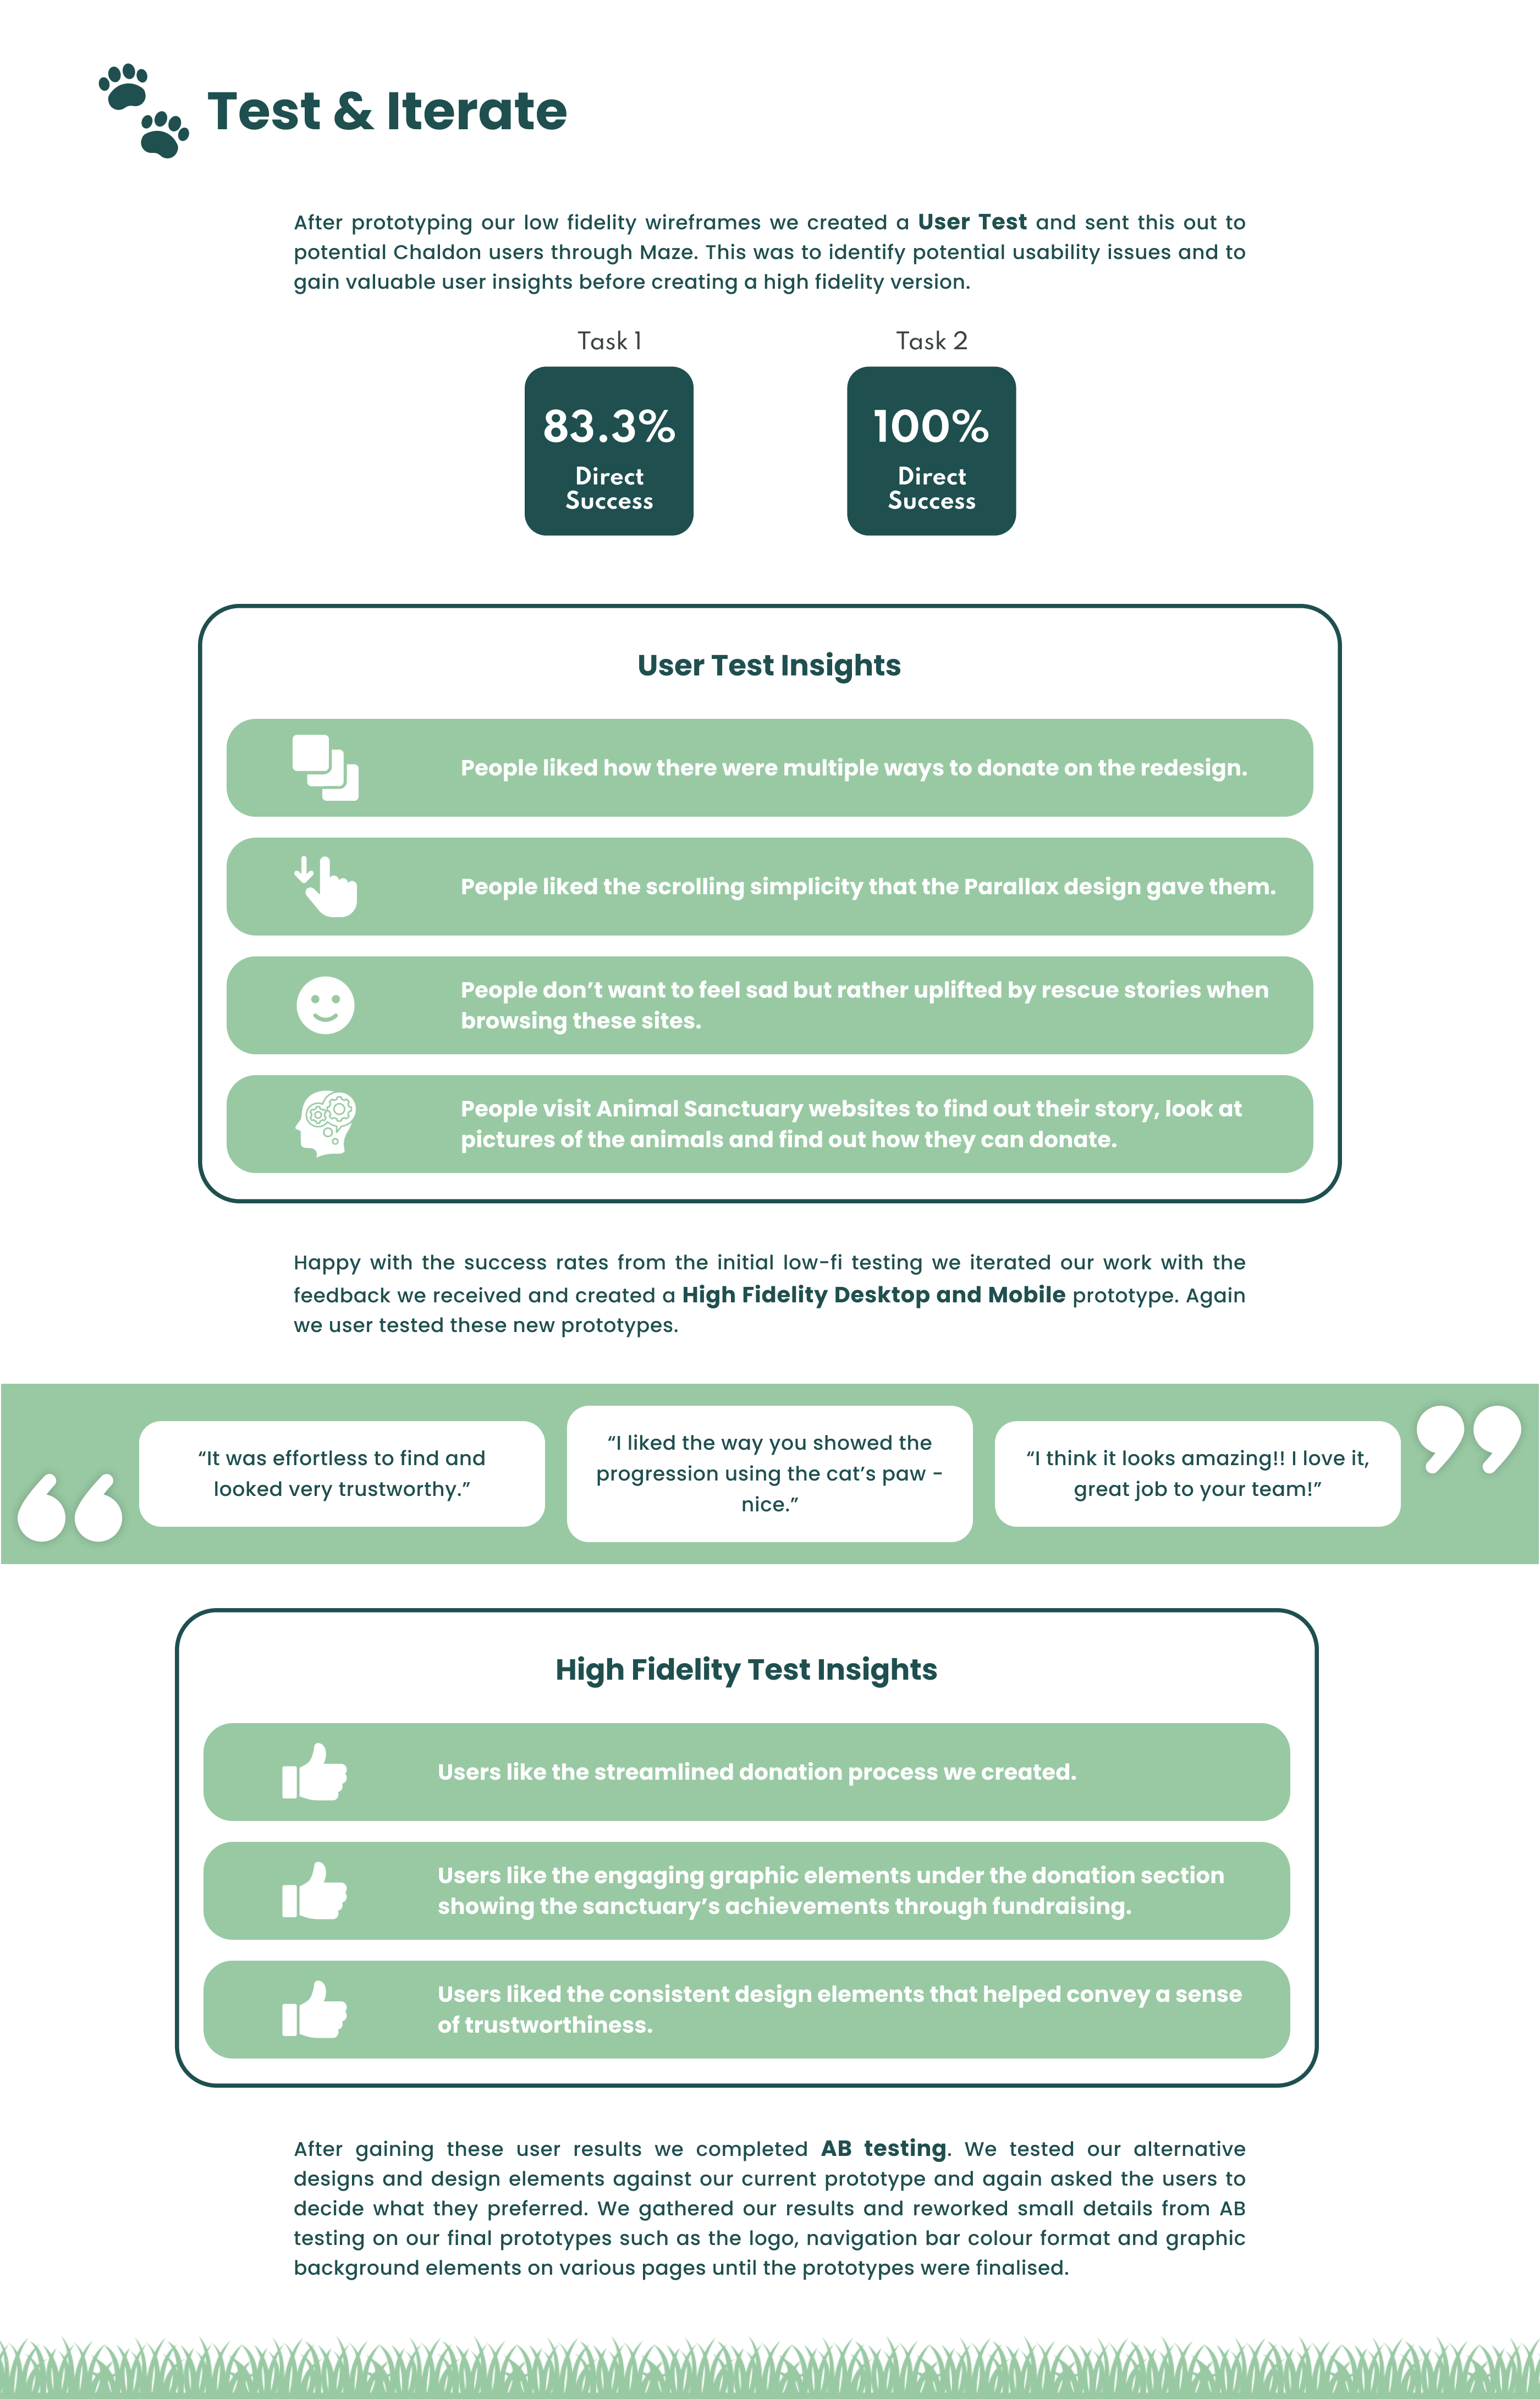 Test & Iterate
After prototyping our low fidelity wireframes we created a User Test and sent this out to
potential Chaldon users through Maze. This was to identify potential usability issues and to
gain valuable user insights before creating a high fidelity version.
Task 1
83.3%
Direct
Success
Task 2
100%
Direct
Success
User Test Insights
People liked how there were multiple ways to donate on the redesign.
People liked the scrolling simplicity that the Parallax design gave them.
People don’t want to feel sad but rather uplifted by rescue stories when
browsing these sites.
People visit Animal Sanctuary websites to find out their story, look at
pictures of the animals and find out how they can donate.
Happy with the success rates from the initial low-fi testing we iterated our work with the
feedback we received and created a High Fidelity Desktop and Mobile prototype. Again
we user tested these new prototypes.
“It was effortless to find and
looked very trustworthy.”
“I liked the way you showed the
progression using the cat’s paw -
nice.”
“I think it looks amazing!! I love it,
great job to your team!”
High Fidelity Test Insights
Users like the streamlined donation process we created.
Users like the engaging graphic elements under the donation section
showing the sanctuary’s achievements through fundraising.
Users liked the consistent design elements that helped convey a sense
of trustworthiness.
After gaining these user results we completed AB testing. We tested our alternative
designs and design elements against our current prototype and again asked the users to
decide what they preferred. We gathered our results and reworked small details from AB
testing on our final prototypes such as the logo, navigation bar colour format and graphic
background elements on various pages until the prototypes were finalised.